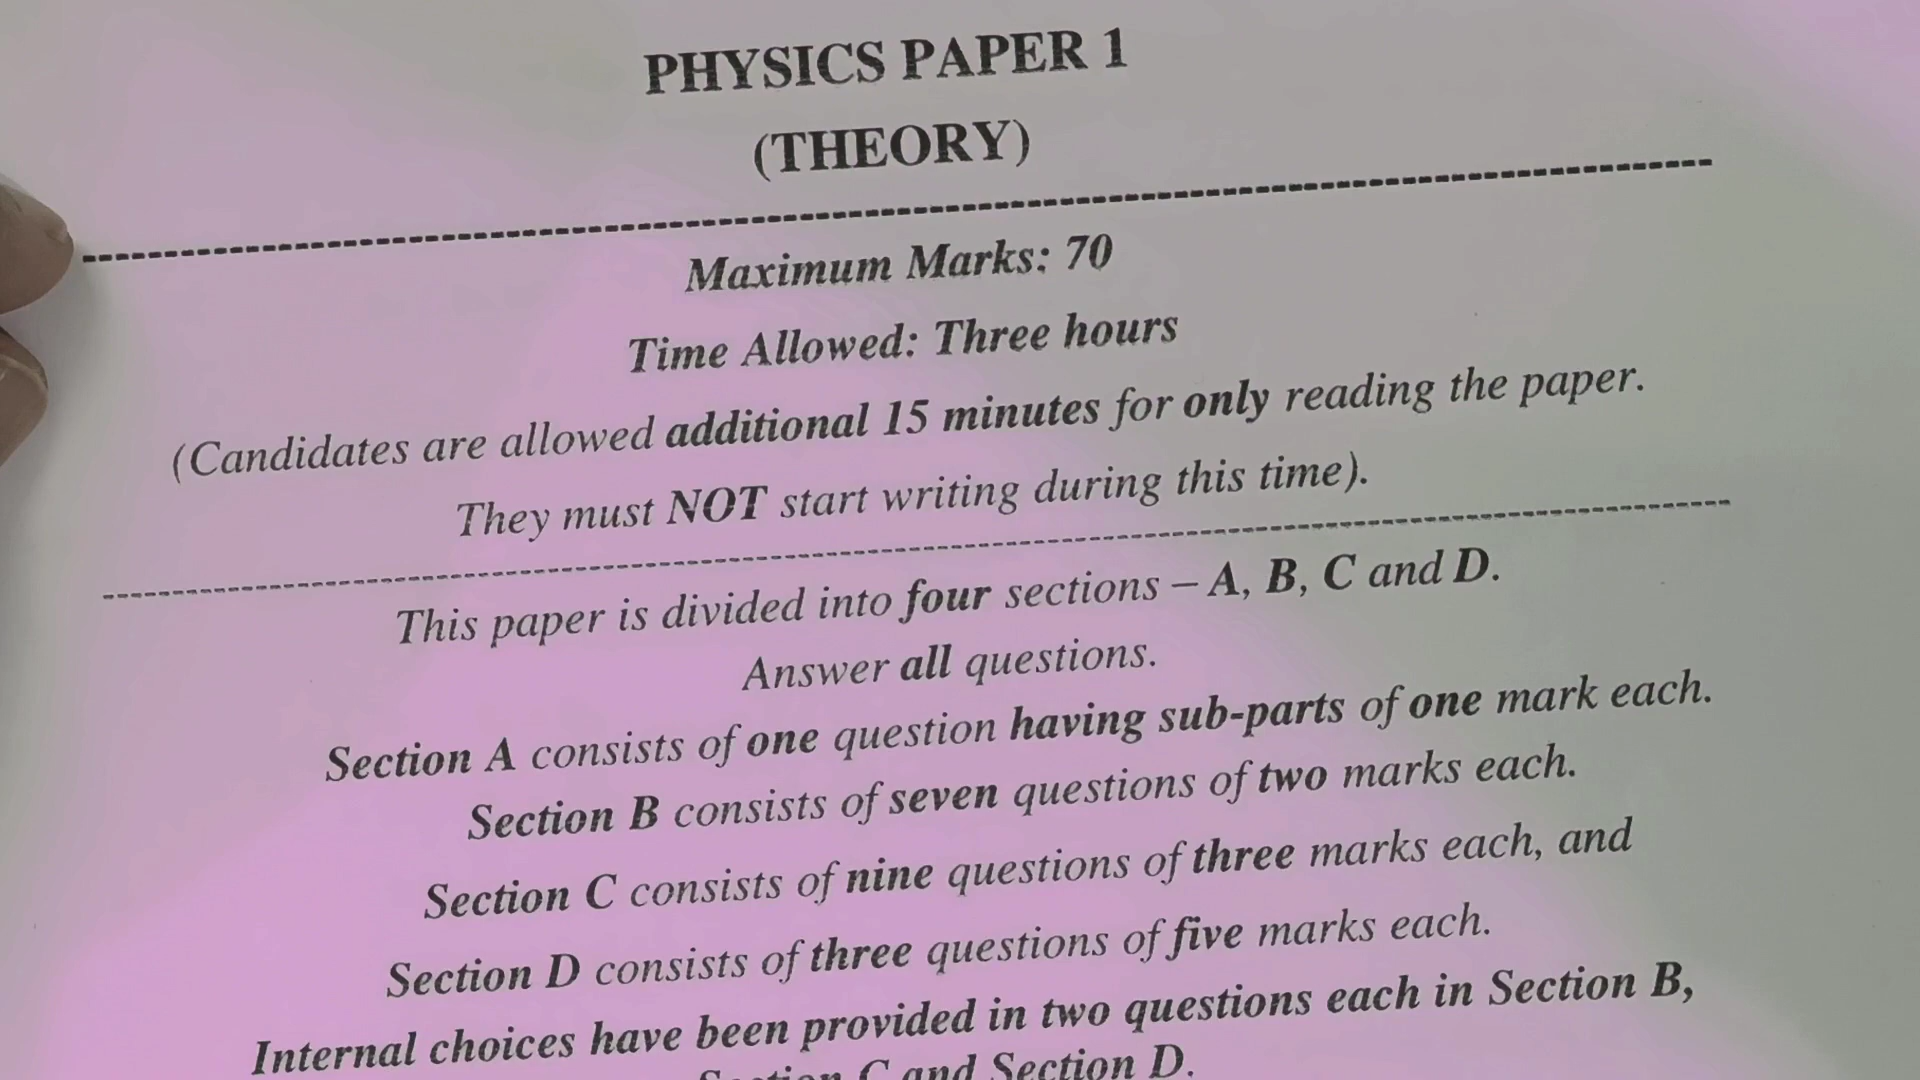 PHYSICS PAPER 1
(THEORY)
Maximum Marks: 70
Time Allowed: Three hours
(Candidates are allowed additional 15 minutes for only reading the paper.
They must NOT start writing during this time).
This paper is divided into four sections – A, B, C and D.
Answer all questions.
Section A consists of one question having sub-parts of one mark each.
Section B consists of seven questions of two marks each.
Section C consists of nine questions of three marks each, and
Section D consists of three questions of five marks each.
Internal choices have been provided in two questions each in Section B,
Section C and Section D.